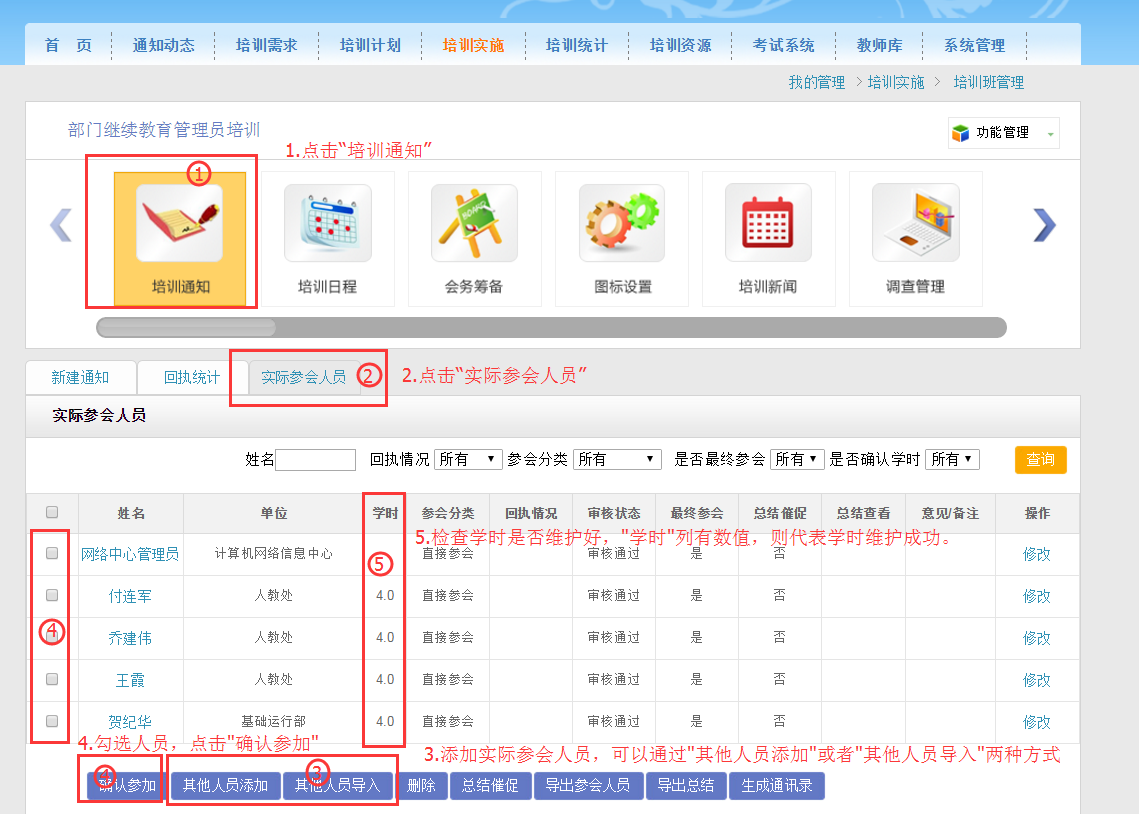 首 页 通知动态 培训需求 培训计划 培训实施 培训统计 培训资源 考试系统 教师库 系统管理
我的管理 > 培训实施 > 培训班管理
部门继续教育管理员培训
功能管理
1.点击“培训通知”
①
培训通知 培训日程 会务筹备 图标设置 培训新闻 调查管理
新建通知 回执统计 实际参会人员 ② 2.点击“实际参会人员”
实际参会人员
姓名 回执情况 所有 参会分类 所有 是否最终参会 所有 是否确认学时 所有 查询
姓名 单位 学时 参会分类 回执情况 审核状态 最终参会 总结催促 总结查看 意见/备注 操作
5.检查学时是否维护好，"学时"列有数值，则代表学时维护成功。
网络中心管理员 计算机网络信息中心 ⑤ 直接参会 审核通过 是 否 修改
付连军 人教处 4.0 直接参会 审核通过 是 否 修改
④ 乔建伟 人教处 4.0 直接参会 审核通过 是 否 修改
王霞 人教处 4.0 直接参会 审核通过 是 否 修改
贺纪华 基础运行部 4.0 直接参会 审核通过 是 否 修改
4.勾选人员，点击"确认参加"
3.添加实际参会人员，可以通过"其他人员添加"或者"其他人员导入"两种方式
④ ③
确认参加 其他人员添加 其他人员导入 删除 总结催促 导出参会人员 导出总结 生成通讯录